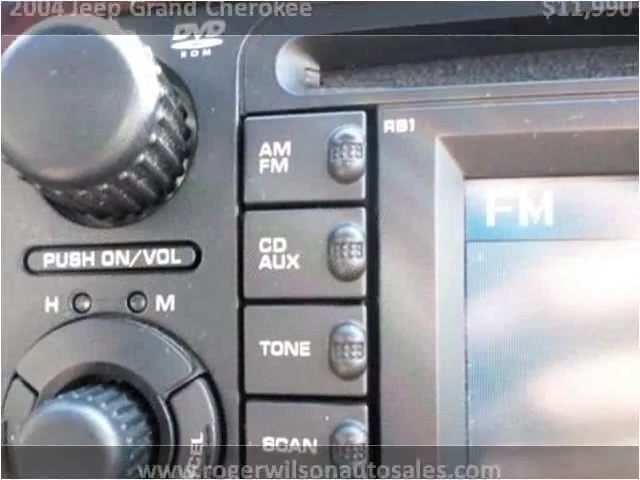 2004 Jeep Grand Cherokee $11,990
DVD
ROM
AM
FM
RB1
FM
CD
AUX
PUSH ON/VOL
H M
TONE
SCAN
CEL
www.rogerwilsonautosales.com